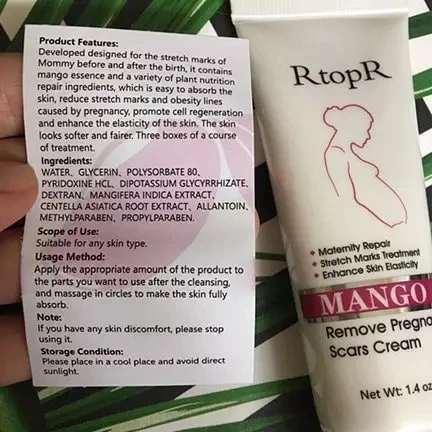 Product Features:
Developed designed for the stretch marks of
Mommy before and after the birth, it contains
mango essence and a variety of plant nutrition
repair ingredients, which is easy to absorb the
skin, reduce stretch marks and obesity lines
caused by pregnancy, promote cell regeneration
and enhance the elasticity of the skin. The skin
looks softer and fairer. Three boxes of a course
of treatment.
Ingredients:
WATER、GLYCERIN、POLYSORBATE 80、
PYRIDOXINE HCL、DIPOTASSIUM GLYCYRRHIZATE、
DEXTRAN、MANGIFERA INDICA EXTRACT、
CENTELLA ASIATICA ROOT EXTRACT、ALLANTOIN、
METHYLPARABEN、PROPYLPARABEN.
Scope of Use:
Suitable for any skin type.
Usage Method:
Apply the appropriate amount of the product to
the parts you want to use after the cleansing,
and massage in circles to make the skin fully
absorb.
Note:
If you have any skin discomfort, please stop
using it.
Storage Condition:
Please place in a cool place and avoid direct
sunlight.
RtopR
Maternity Repair
Stretch Marks Treatment
Enhance Skin Elasticity
MANGO
Remove Pregna
Scars Cream
Net Wt: 1.4 oz